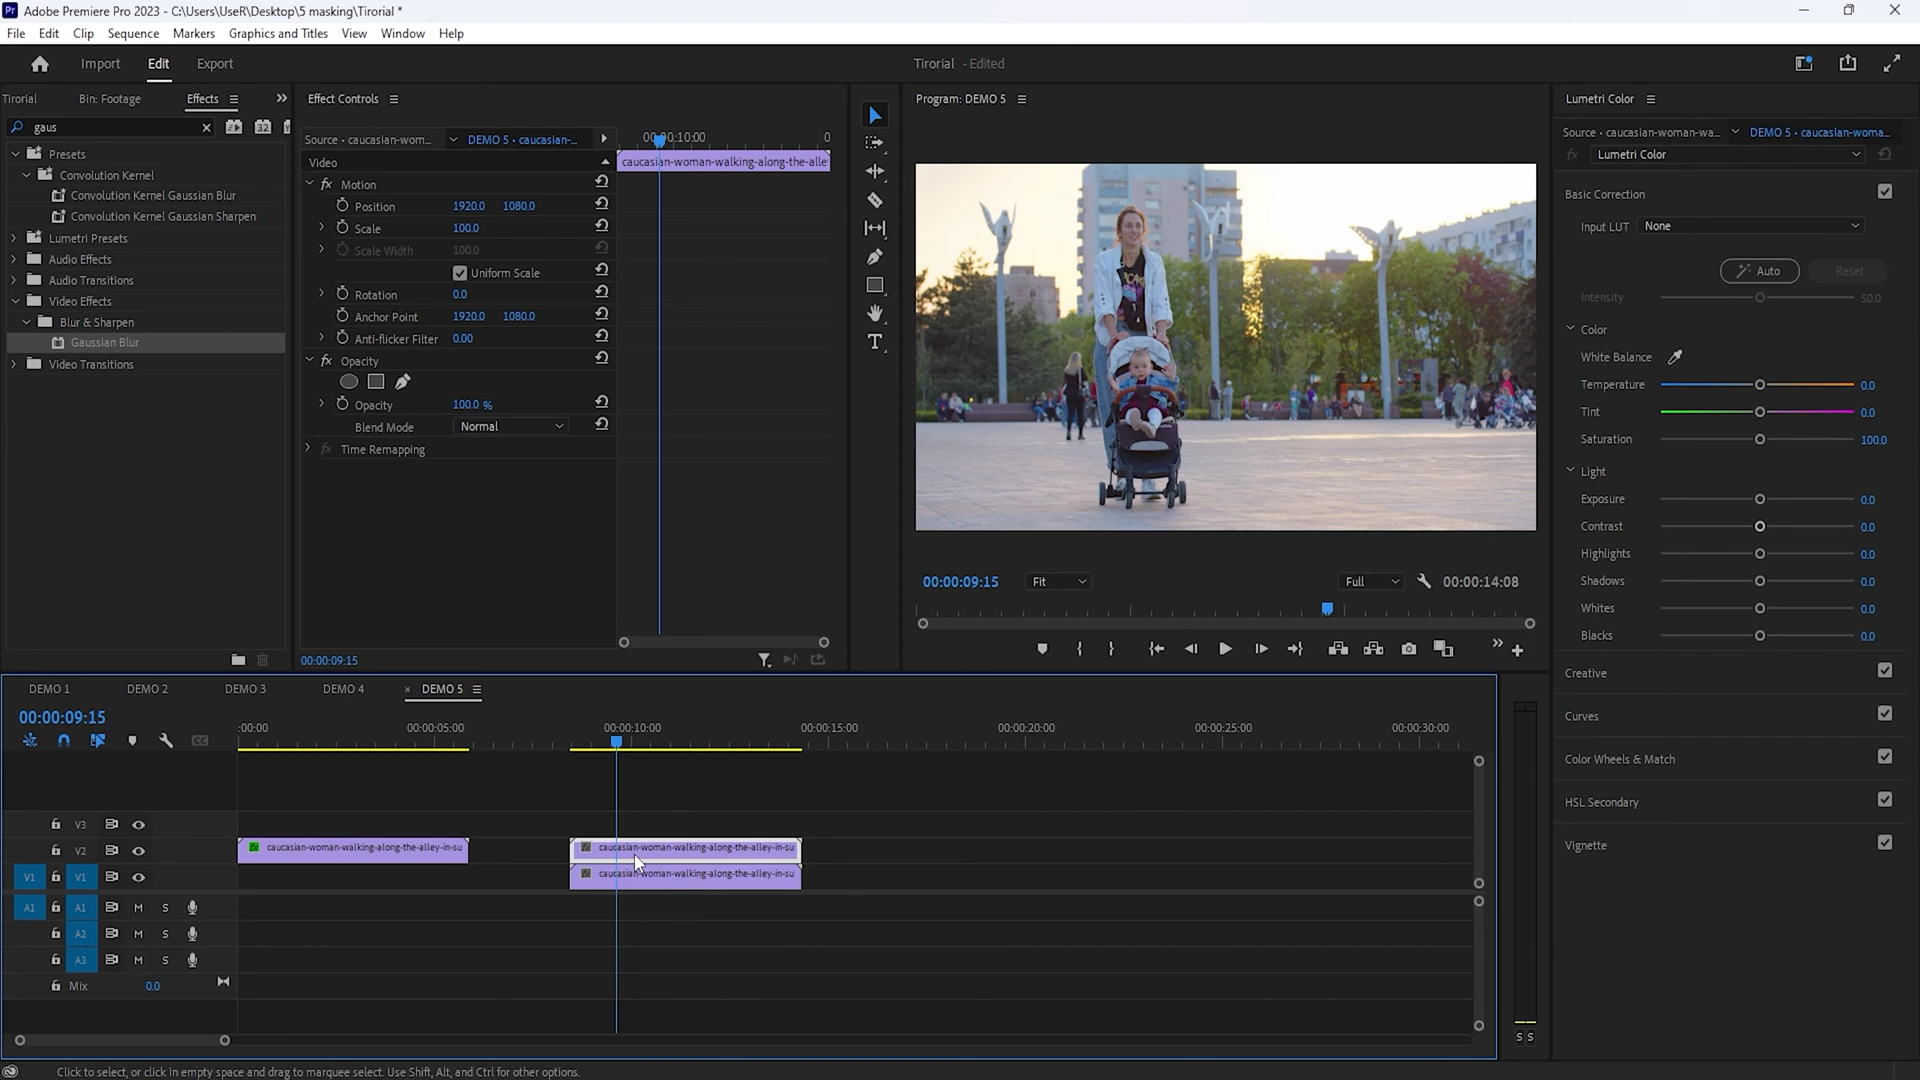 Pr Adobe Premiere Pro 2023 - C:\Users\UseR\Desktop\5 masking\Tirorial *
File Edit Clip Sequence Markers Graphics and Titles View Window Help
Import Edit Export
Tirorial - Edited
Tirorial Bin: Footage Effects
gaus
32
Presets
Convolution Kernel
Convolution Kernel Gaussian Blur
Convolution Kernel Gaussian Sharpen
Lumetri Presets
Audio Effects
Audio Transitions
Video Effects
Blur & Sharpen
Gaussian Blur
Video Transitions
Effect Controls
Source • caucasian-wom... DEMO 5 • caucasian-...
00:00:10:00 0
Video
caucasian-woman-walking-along-the-alle
fx Motion
Position 1920.0 1080.0
Scale 100.0
Scale Width 100.0
Uniform Scale
Rotation 0.0
Anchor Point 1920.0 1080.0
Anti-flicker Filter 0.00
fx Opacity
Opacity 100.0 %
Blend Mode Normal
fx Time Remapping
00:00:09:15
T
Program: DEMO 5
00:00:09:15 Fit Full 00:00:14:08
Lumetri Color
Source • caucasian-woman-wa... DEMO 5 • caucasian-woma...
fx Lumetri Color
Basic Correction
Input LUT None
Auto Reset
Intensity 50.0
Color
White Balance
Temperature 0.0
Tint 0.0
Saturation 100.0
Light
Exposure 0.0
Contrast 0.0
Highlights 0.0
Shadows 0.0
Whites 0.0
Blacks 0.0
Creative
Curves
Color Wheels & Match
HSL Secondary
Vignette
DEMO 1 DEMO 2 DEMO 3 DEMO 4 × DEMO 5
00:00:09:15
:00:00 00:00:05:00 00:00:10:00 00:00:15:00 00:00:20:00 00:00:25:00 00:00:30:00
CC
V3
V2 fx caucasian-woman-walking-along-the-alley-in-su fx caucasian-woman-walking-along-the-alley-in-su
V1 V1 fx caucasian-woman-walking-along-the-alley-in-su
A1 A1 M S
A2 M S
A3 M S
Mix 0.0
S S
Click to select, or click in empty space and drag to marquee select. Use Shift, Alt, and Ctrl for other options.